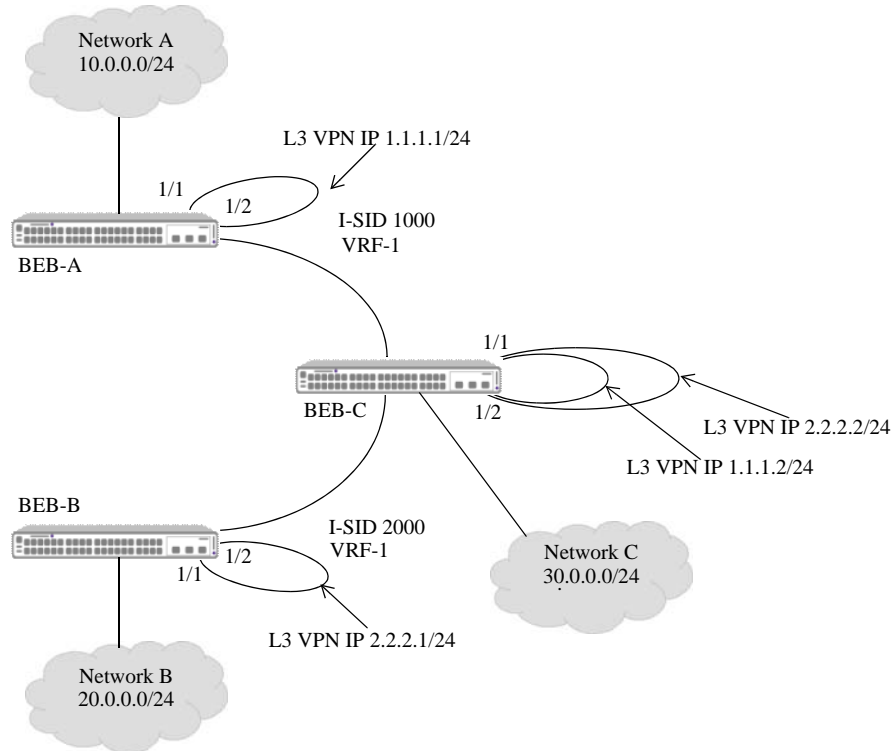 Network A
10.0.0.0/24
L3 VPN IP 1.1.1.1/24
1/1
1/2
I-SID 1000
VRF-1
BEB-A
1/1
BEB-C
1/2
L3 VPN IP 2.2.2.2/24
L3 VPN IP 1.1.1.2/24
BEB-B
I-SID 2000
VRF-1
1/2
1/1
Network C
30.0.0.0/24
L3 VPN IP 2.2.2.1/24
Network B
20.0.0.0/24